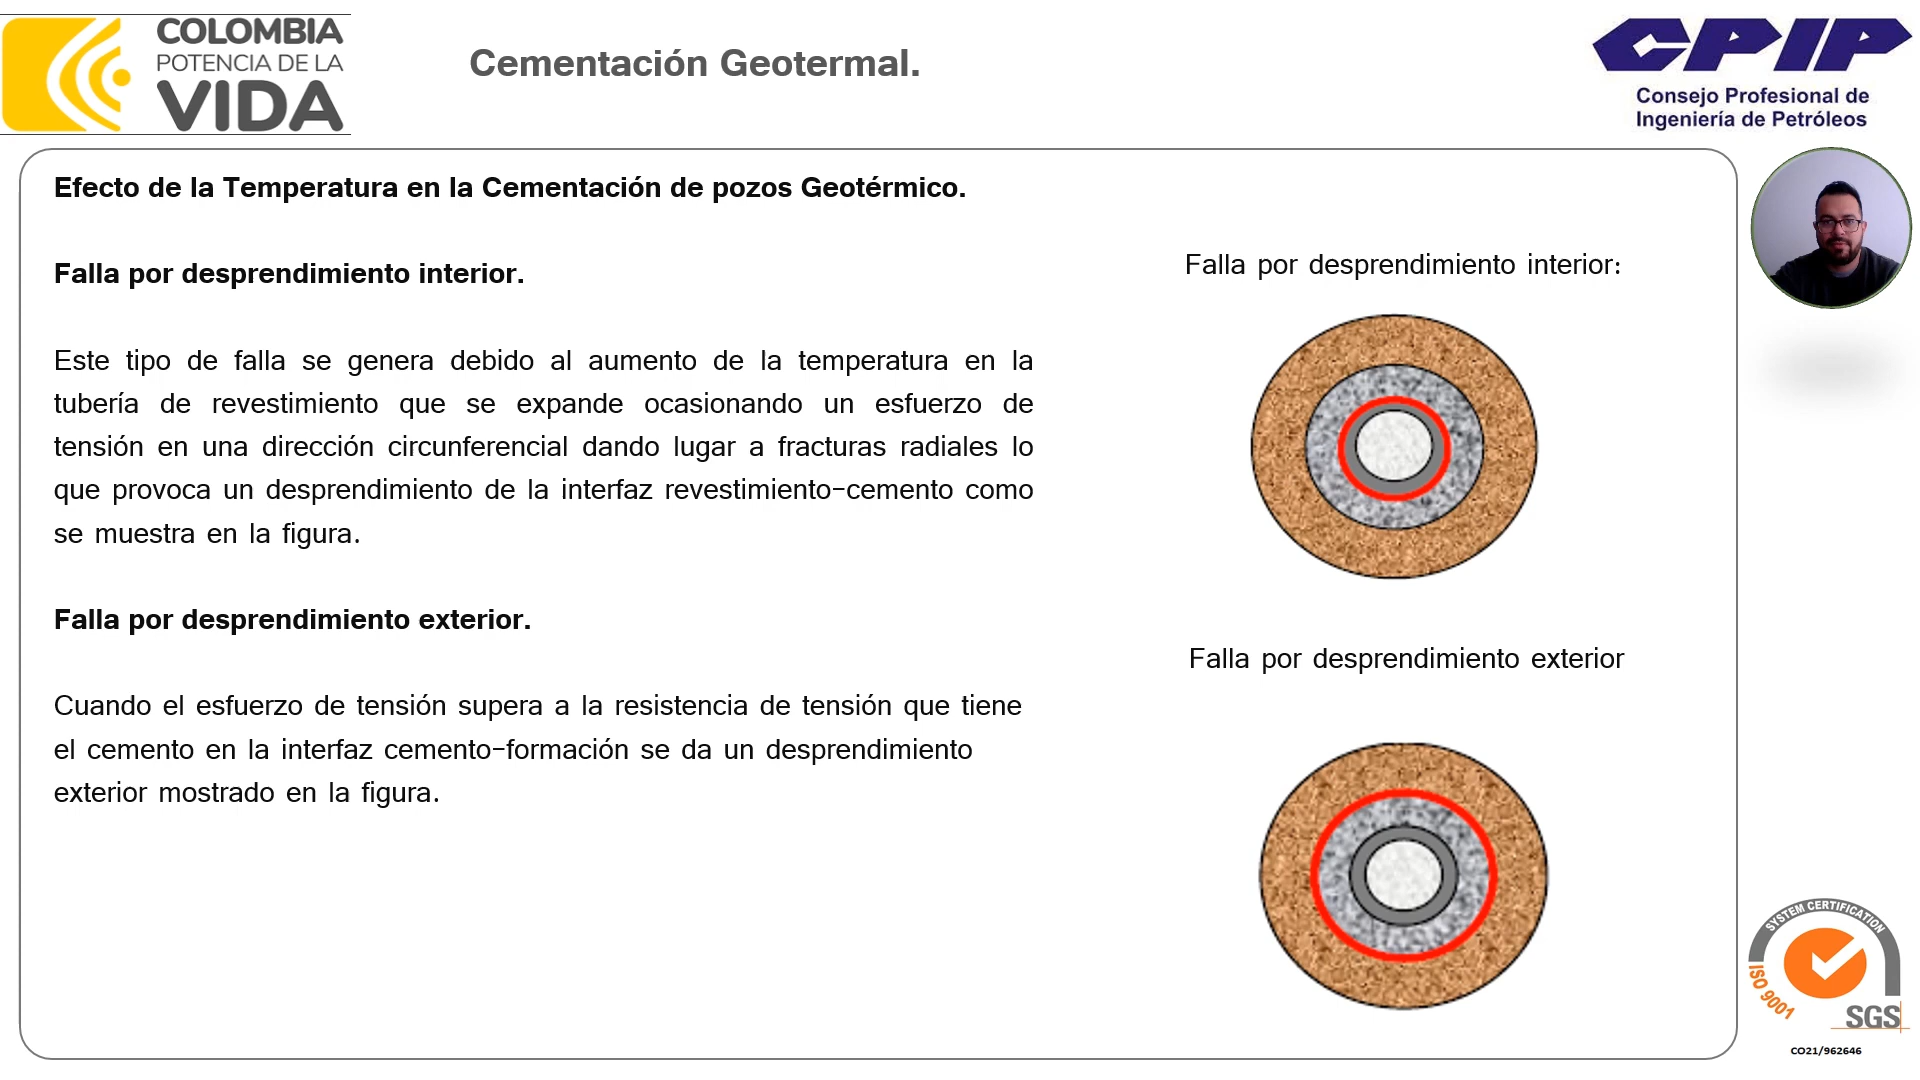 COLOMBIA
POTENCIA DE LA
VIDA
Cementación Geotermal.
CPIP
Consejo Profesional de
Ingeniería de Petróleos
Efecto de la Temperatura en la Cementación de pozos Geotérmico.
Falla por desprendimiento interior.
Este tipo de falla se genera debido al aumento de la temperatura en la
tubería de revestimiento que se expande ocasionando un esfuerzo de
tensión en una dirección circunferencial dando lugar a fracturas radiales lo
que provoca un desprendimiento de la interfaz revestimiento-cemento como
se muestra en la figura.
Falla por desprendimiento exterior.
Cuando el esfuerzo de tensión supera a la resistencia de tensión que tiene
el cemento en la interfaz cemento-formación se da un desprendimiento
exterior mostrado en la figura.
Falla por desprendimiento interior:
Falla por desprendimiento exterior
SYSTEM CERTIFICATION
ISO 9001
SGS
CO21/962646